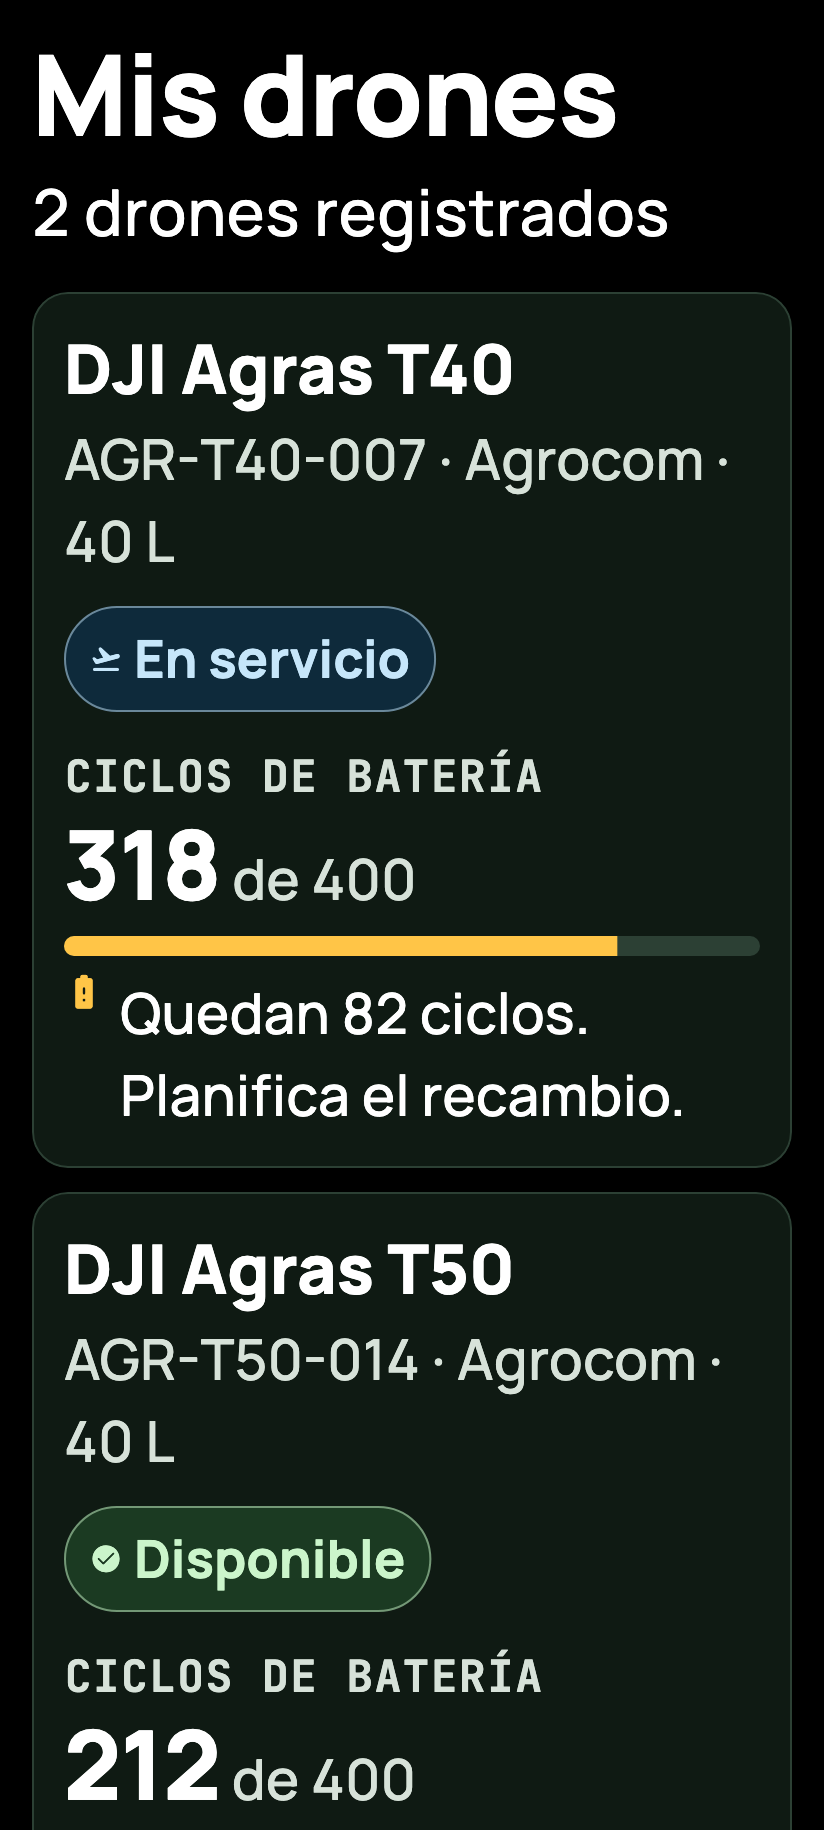 Mis drones
2 drones registrados
DJI Agras T40
AGR-T40-007 · Agrocom ·
40 L
En servicio
CICLOS DE BATERÍA
318 de 400
Quedan 82 ciclos.
Planifica el recambio.
DJI Agras T50
AGR-T50-014 · Agrocom ·
40 L
Disponible
CICLOS DE BATERÍA
212 de 400